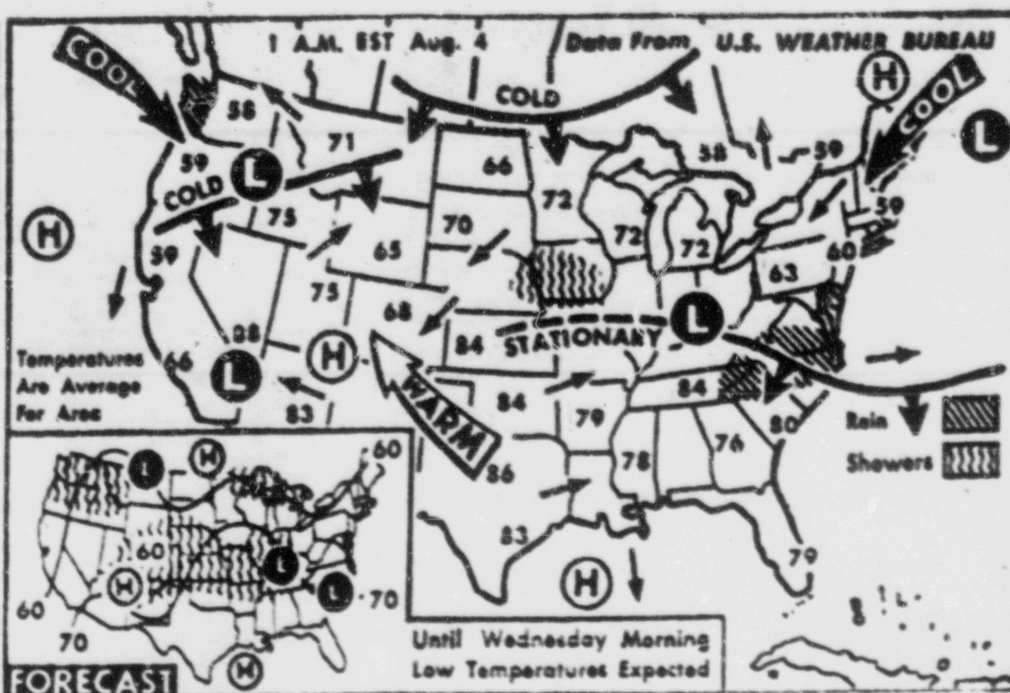 1 A.M. EST Aug. 4 Data From U.S. WEATHER BUREAU
COOL
COLD
H
COOL
58
71
58
59
L
59
L
COLD
66
72
75
70
59
H
59
65
72
72
60
63
75
68
L
STATIONARY
84
H
66
L
Temperatures
Are Average
For Area
83
WARM
84
79
84
80
76
78
86
83
79
H
Rain
Showers
L
H
60
60
H
L
L
70
60
70
H
FORECAST
Until Wednesday Morning
Low Temperatures Expected